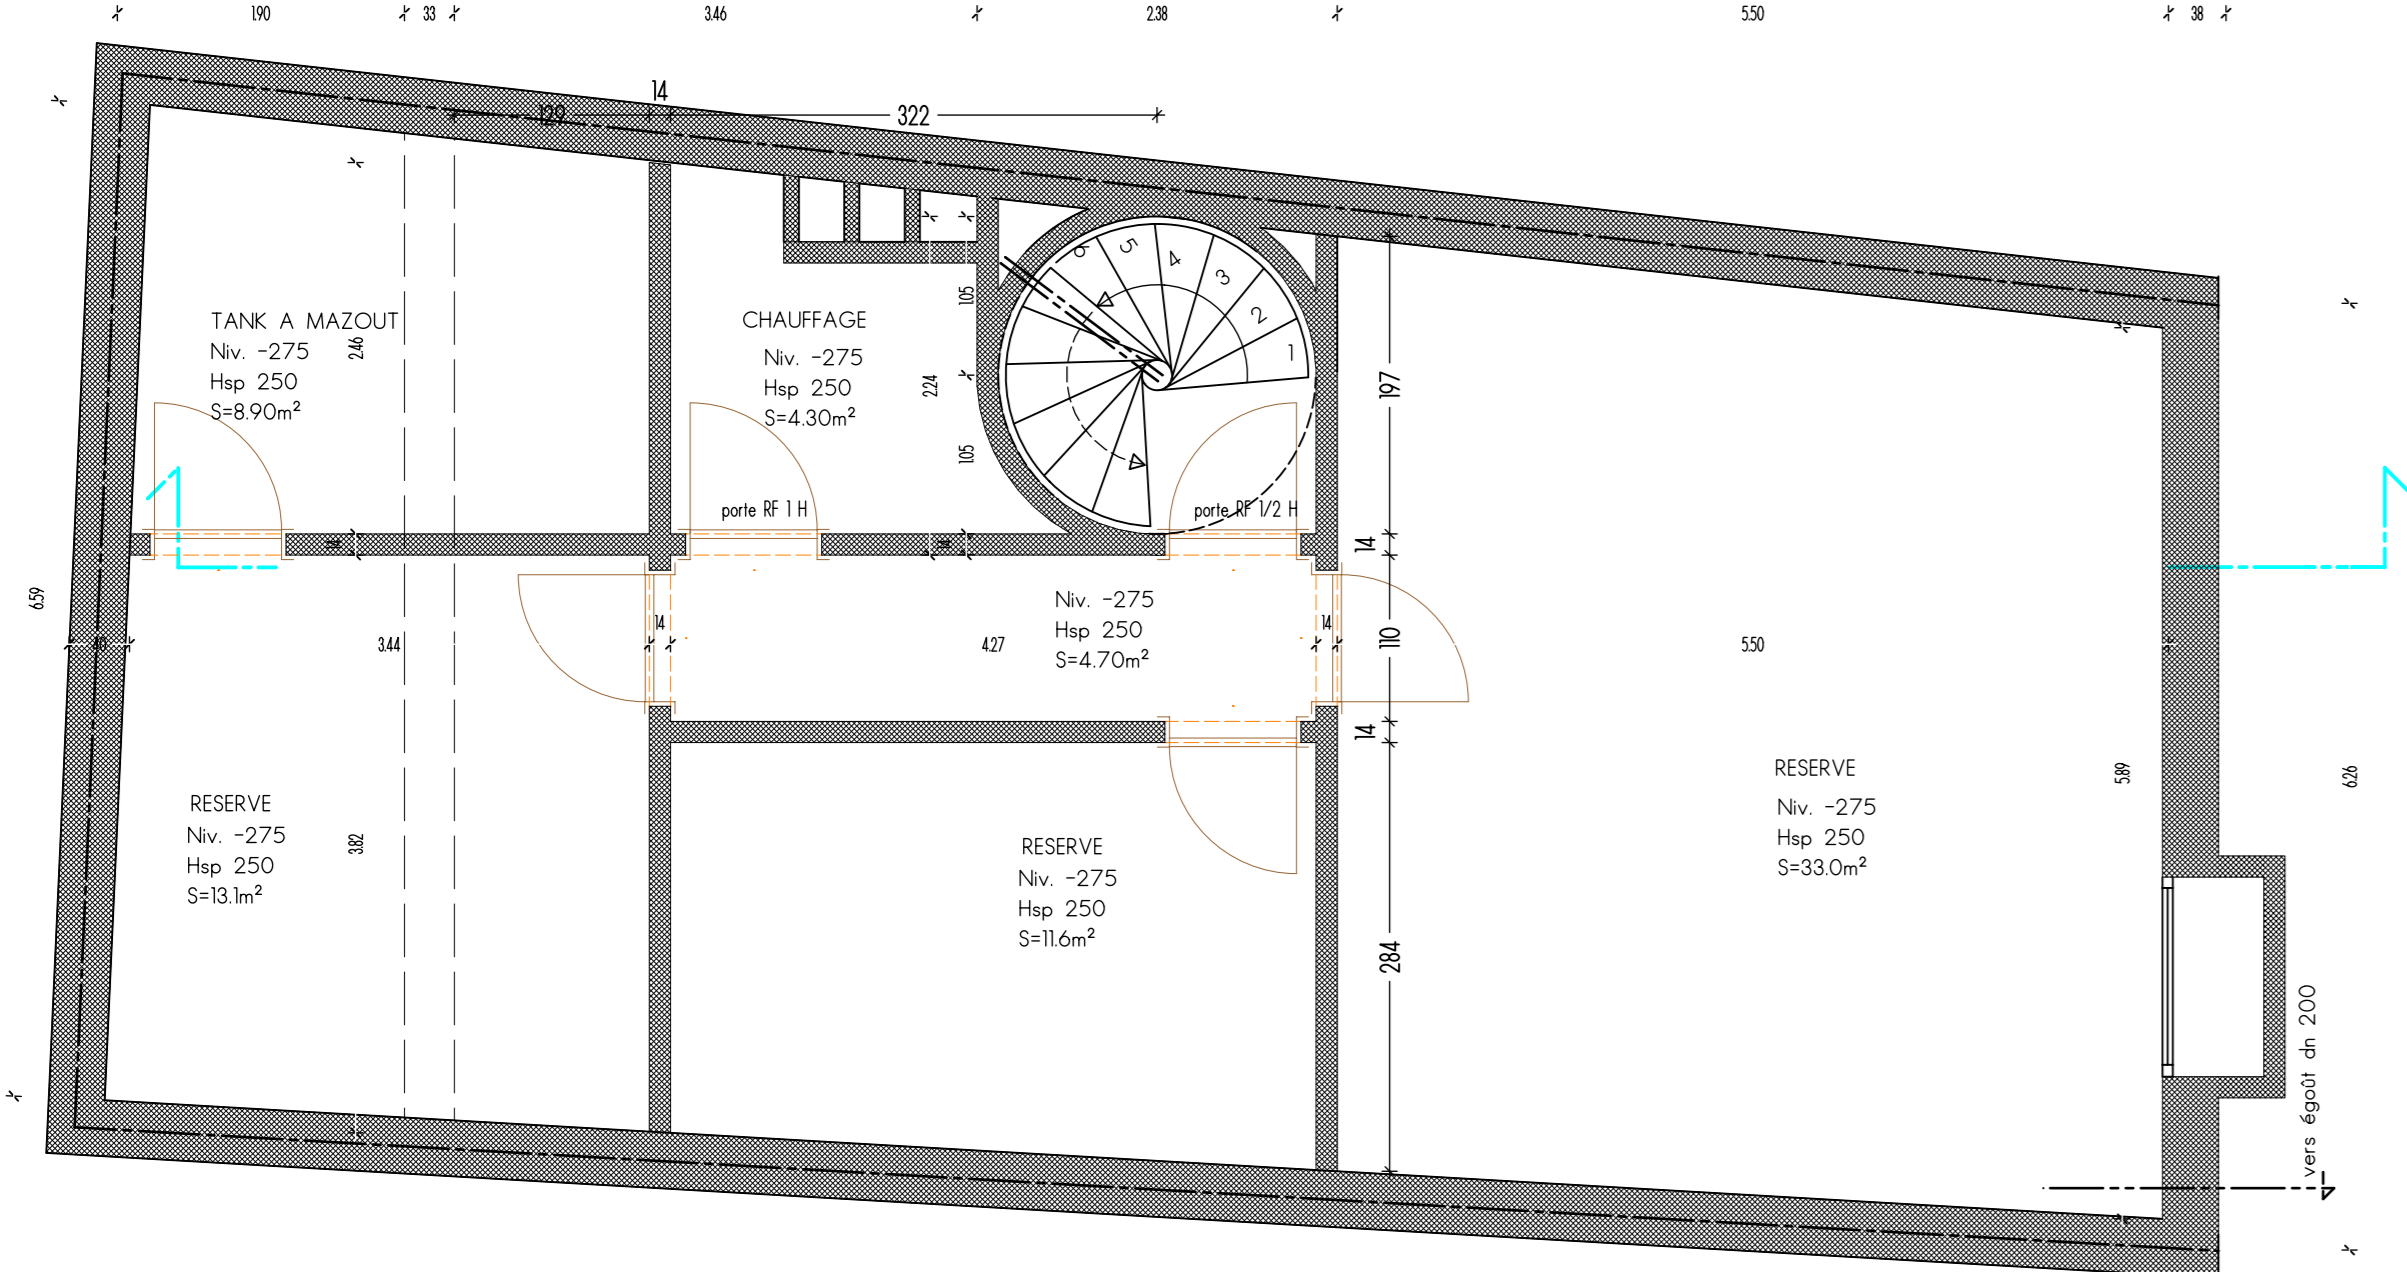 1.90
33
3.46
2.38
5.50
38
14
129
322
6
5
4
3
2
1
TANK A MAZOUT
Niv. -275
Hsp 250
S=8.90m²
2.46
CHAUFFAGE
Niv. -275
Hsp 250
S=4.30m²
1.05
2.24
1.05
197
porte RF 1 H
porte RF 1/2 H
14
14
14
6.59
40
3.44
14
4.27
Niv. -275
Hsp 250
S=4.70m²
14
110
5.50
14
RESERVE
Niv. -275
Hsp 250
S=13.1m²
3.82
RESERVE
Niv. -275
Hsp 250
S=11.6m²
284
RESERVE
Niv. -275
Hsp 250
S=33.0m²
5.89
6.26
vers égoût dn 200